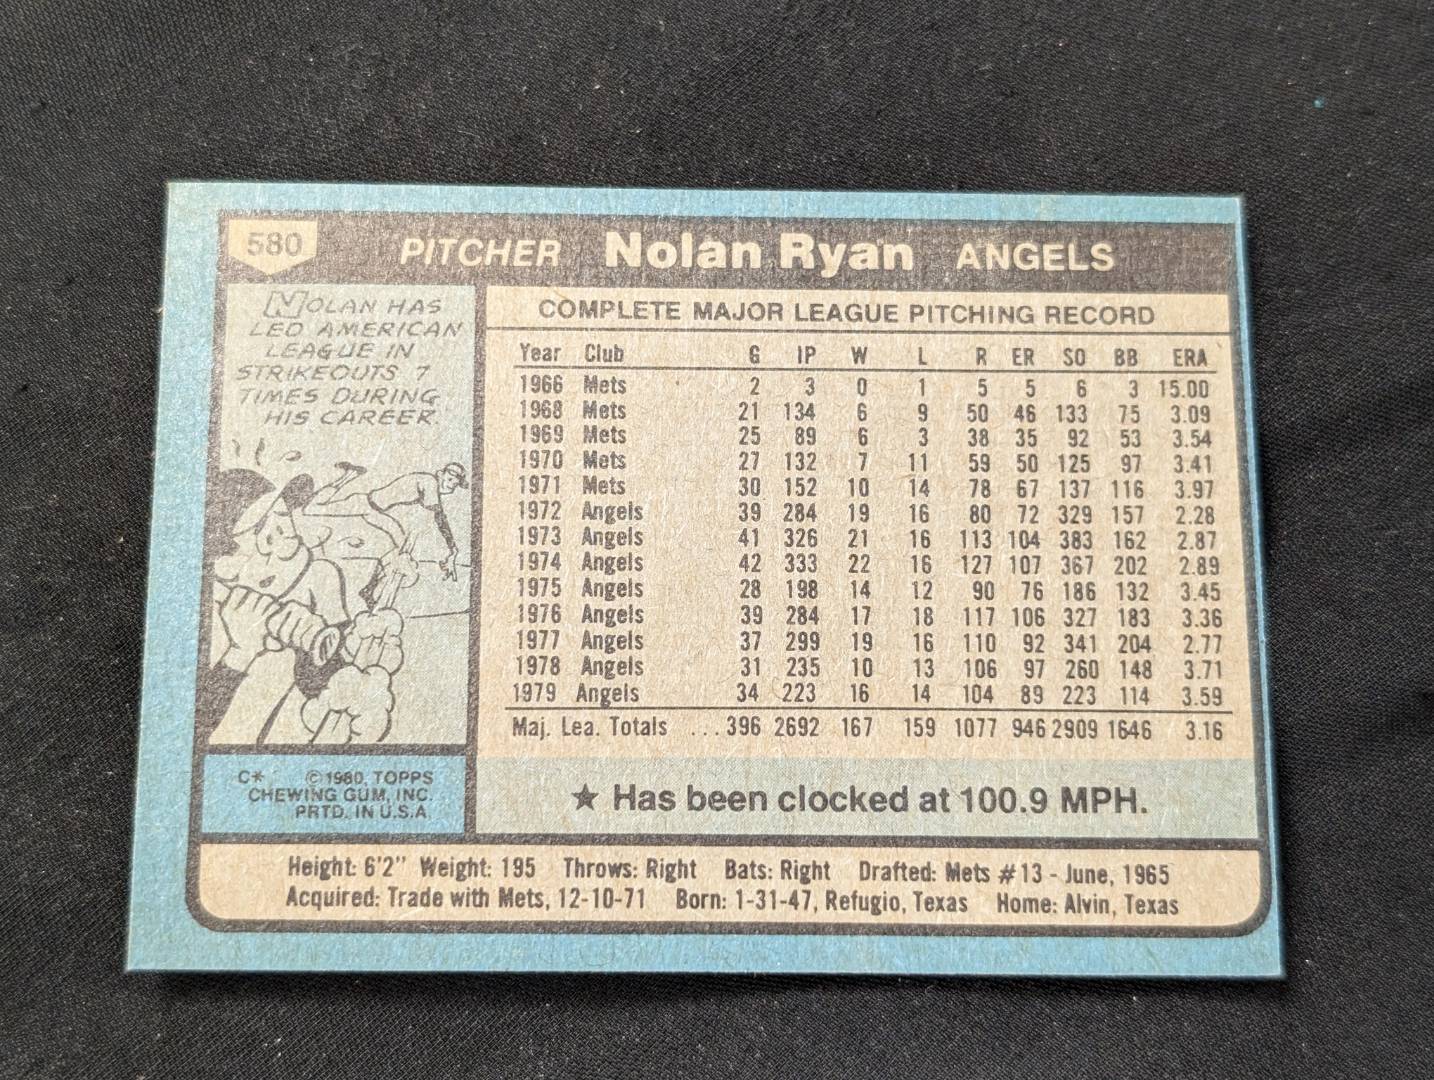 580 PITCHER Nolan Ryan ANGELS
NOLAN HAS
LED AMERICAN
LEAGUE IN
STRIKEOUTS 7
TIMES DURING
HIS CAREER.
COMPLETE MAJOR LEAGUE PITCHING RECORD
Year Club G IP W L R ER SO BB ERA
1966 Mets 2 3 0 1 5 5 6 3 15.00
1968 Mets 21 134 6 9 50 46 133 75 3.09
1969 Mets 25 89 6 3 38 35 92 53 3.54
1970 Mets 27 132 7 11 59 50 125 97 3.41
1971 Mets 30 152 10 14 78 67 137 116 3.97
1972 Angels 39 284 19 16 80 72 329 157 2.28
1973 Angels 41 326 21 16 113 104 383 162 2.87
1974 Angels 42 333 22 16 127 107 367 202 2.89
1975 Angels 28 198 14 12 90 76 186 132 3.45
1976 Angels 39 284 17 18 117 106 327 183 3.36
1977 Angels 37 299 19 16 110 92 341 204 2.77
1978 Angels 31 235 10 13 106 97 260 148 3.71
1979 Angels 34 223 16 14 104 89 223 114 3.59
Maj. Lea. Totals ...396 2692 167 159 1077 946 2909 1646 3.16
C* © 1980, TOPPS
CHEWING GUM, INC.
PRTD. IN U.S.A
★ Has been clocked at 100.9 MPH.
Height: 6'2" Weight: 195 Throws: Right Bats: Right Drafted: Mets #13 - June, 1965
Acquired: Trade with Mets, 12-10-71 Born: 1-31-47, Refugio, Texas Home: Alvin, Texas